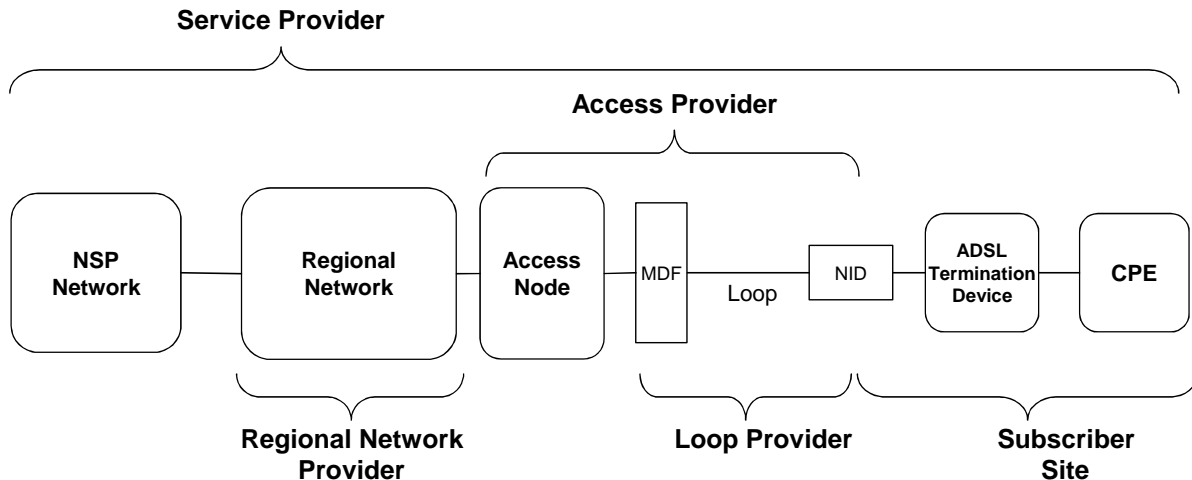 Service Provider
Access Provider
NSP
Network
Regional
Network
Access
Node
MDF
Loop
NID
ADSL
Termination
Device
CPE
Regional Network
Provider
Loop Provider
Subscriber
Site